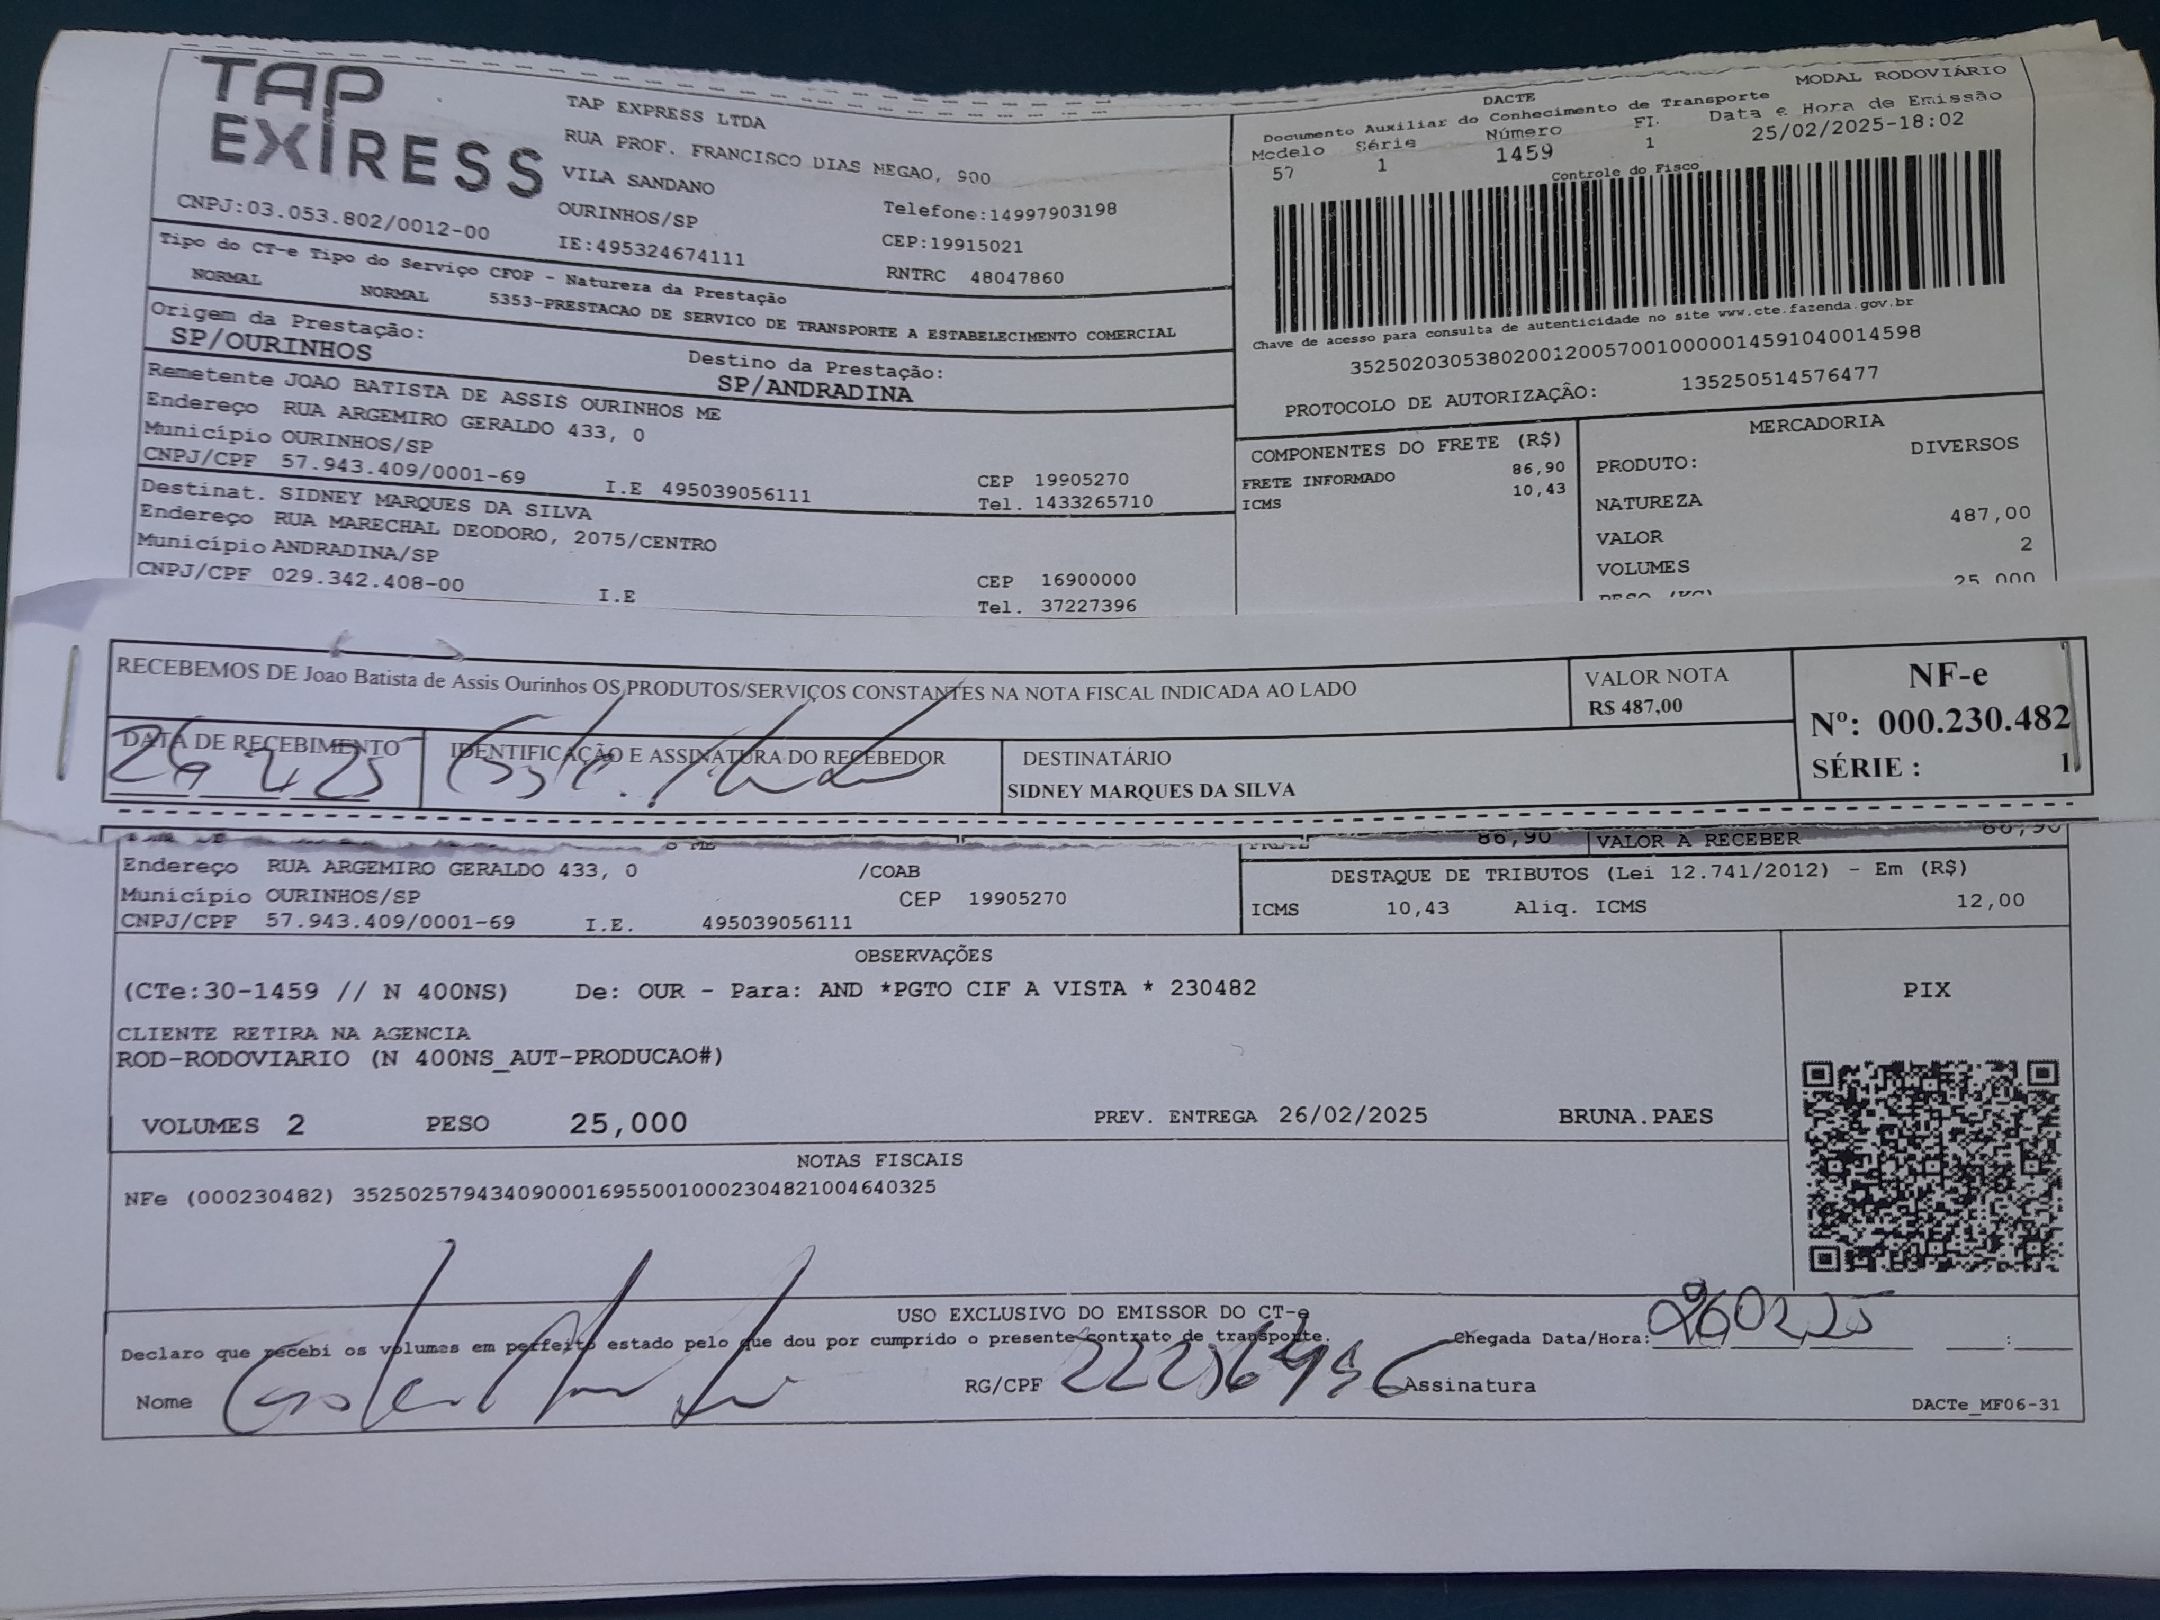 TAP
EXPRESS
TAP EXPRESS LTDA
RUA PROF. FRANCISCO DIAS NEGAO, 900
VILA SANDANO
OURINHOS/SP
Telefone:14997903198
CNPJ:03.053.802/0012-00
IE:495324674111
CEP:19915021
RNTRC 48047860
MODAL RODOVIÁRIO
DACTE
Documento Auxiliar do Conhecimento de Transporte
Modelo Série Número FI. Data e Hora de Emissão
57 1 1459 1 25/02/2025-18:02
Controle do Fisco
Chave de acesso para consulta de autenticidade no site www.cte.fazenda.gov.br
35250203053802001200570010000014591040014598
PROTOCOLO DE AUTORIZAÇÃO: 135250514576477
Tipo do CT-e Tipo do Serviço CFOP - Natureza da Prestação
NORMAL NORMAL 5353-PRESTACAO DE SERVICO DE TRANSPORTE A ESTABELECIMENTO COMERCIAL
Origem da Prestação: Destino da Prestação:
SP/OURINHOS SP/ANDRADINA
Remetente JOAO BATISTA DE ASSIS OURINHOS ME
Endereço RUA ARGEMIRO GERALDO 433, 0
Município OURINHOS/SP CEP 19905270
CNPJ/CPF 57.943.409/0001-69 I.E 495039056111 Tel. 1433265710
Destinat. SIDNEY MARQUES DA SILVA
Endereço RUA MARECHAL DEODORO, 2075/CENTRO
Município ANDRADINA/SP CEP 16900000
CNPJ/CPF 029.342.408-00 I.E Tel. 37227396
COMPONENTES DO FRETE (R$)
FRETE INFORMADO 86,90
ICMS 10,43
MERCADORIA
PRODUTO: DIVERSOS
NATUREZA
VALOR 487,00
VOLUMES 2
PESO (KG) 25,000
RECEBEMOS DE Joao Batista de Assis Ourinhos OS PRODUTOS/SERVIÇOS CONSTANTES NA NOTA FISCAL INDICADA AO LADO
VALOR NOTA
R$ 487,00
NF-e
Nº: 000.230.482
SÉRIE : 1
DATA DE RECEBIMENTO
26 2 25
IDENTIFICAÇÃO E ASSINATURA DO RECEBEDOR
DESTINATÁRIO
SIDNEY MARQUES DA SILVA
86,90 VALOR A RECEBER 86,90
Endereço RUA ARGEMIRO GERALDO 433, 0 /COAB
Município OURINHOS/SP CEP 19905270
CNPJ/CPF 57.943.409/0001-69 I.E. 495039056111
DESTAQUE DE TRIBUTOS (Lei 12.741/2012) - Em (R$)
ICMS 10,43 Aliq. ICMS 12,00
OBSERVAÇÕES
(CTe:30-1459 // N 400NS) De: OUR - Para: AND *PGTO CIF A VISTA * 230482
CLIENTE RETIRA NA AGENCIA
ROD-RODOVIARIO (N 400NS_AUT-PRODUCAO#)
PIX
VOLUMES 2 PESO 25,000 PREV. ENTREGA 26/02/2025 BRUNA.PAES
NOTAS FISCAIS
NFe (000230482) 35250257943409000169550010002304821004640325
USO EXCLUSIVO DO EMISSOR DO CT-e
Declaro que recebi os volumes em perfeito estado pelo que dou por cumprido o presente contrato de transporte.
Chegada Data/Hora: 260225 :
Nome RG/CPF Assinatura
DACTe_MF06-31